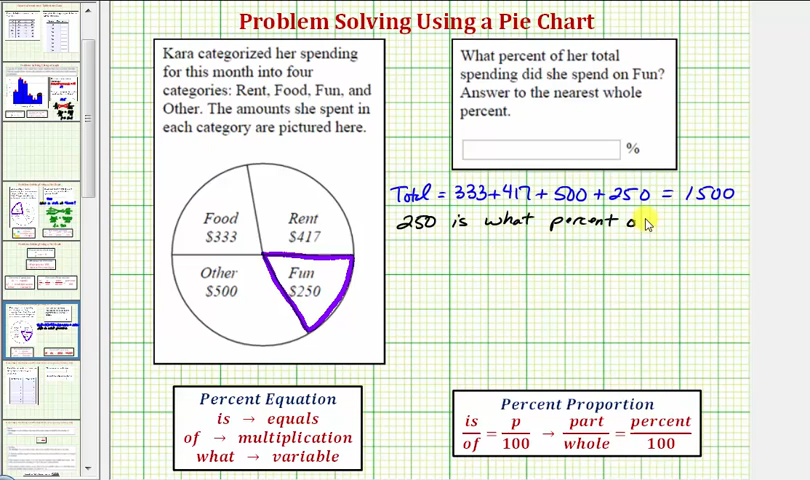 Problem Solving Using a Pie Chart
Kara categorized her spending
for this month into four
categories: Rent, Food, Fun, and
Other. The amounts she spent in
each category are pictured here.
Food
$333
Rent
$417
Other
$500
Fun
$250
What percent of her total
spending did she spend on Fun?
Answer to the nearest whole
percent.
%
Total = 333+417+500+250 = 1500
250 is what percent o
Percent Equation
is → equals
of → multiplication
what → variable
Percent Proportion
is/of = p/100 → part/whole = percent/100